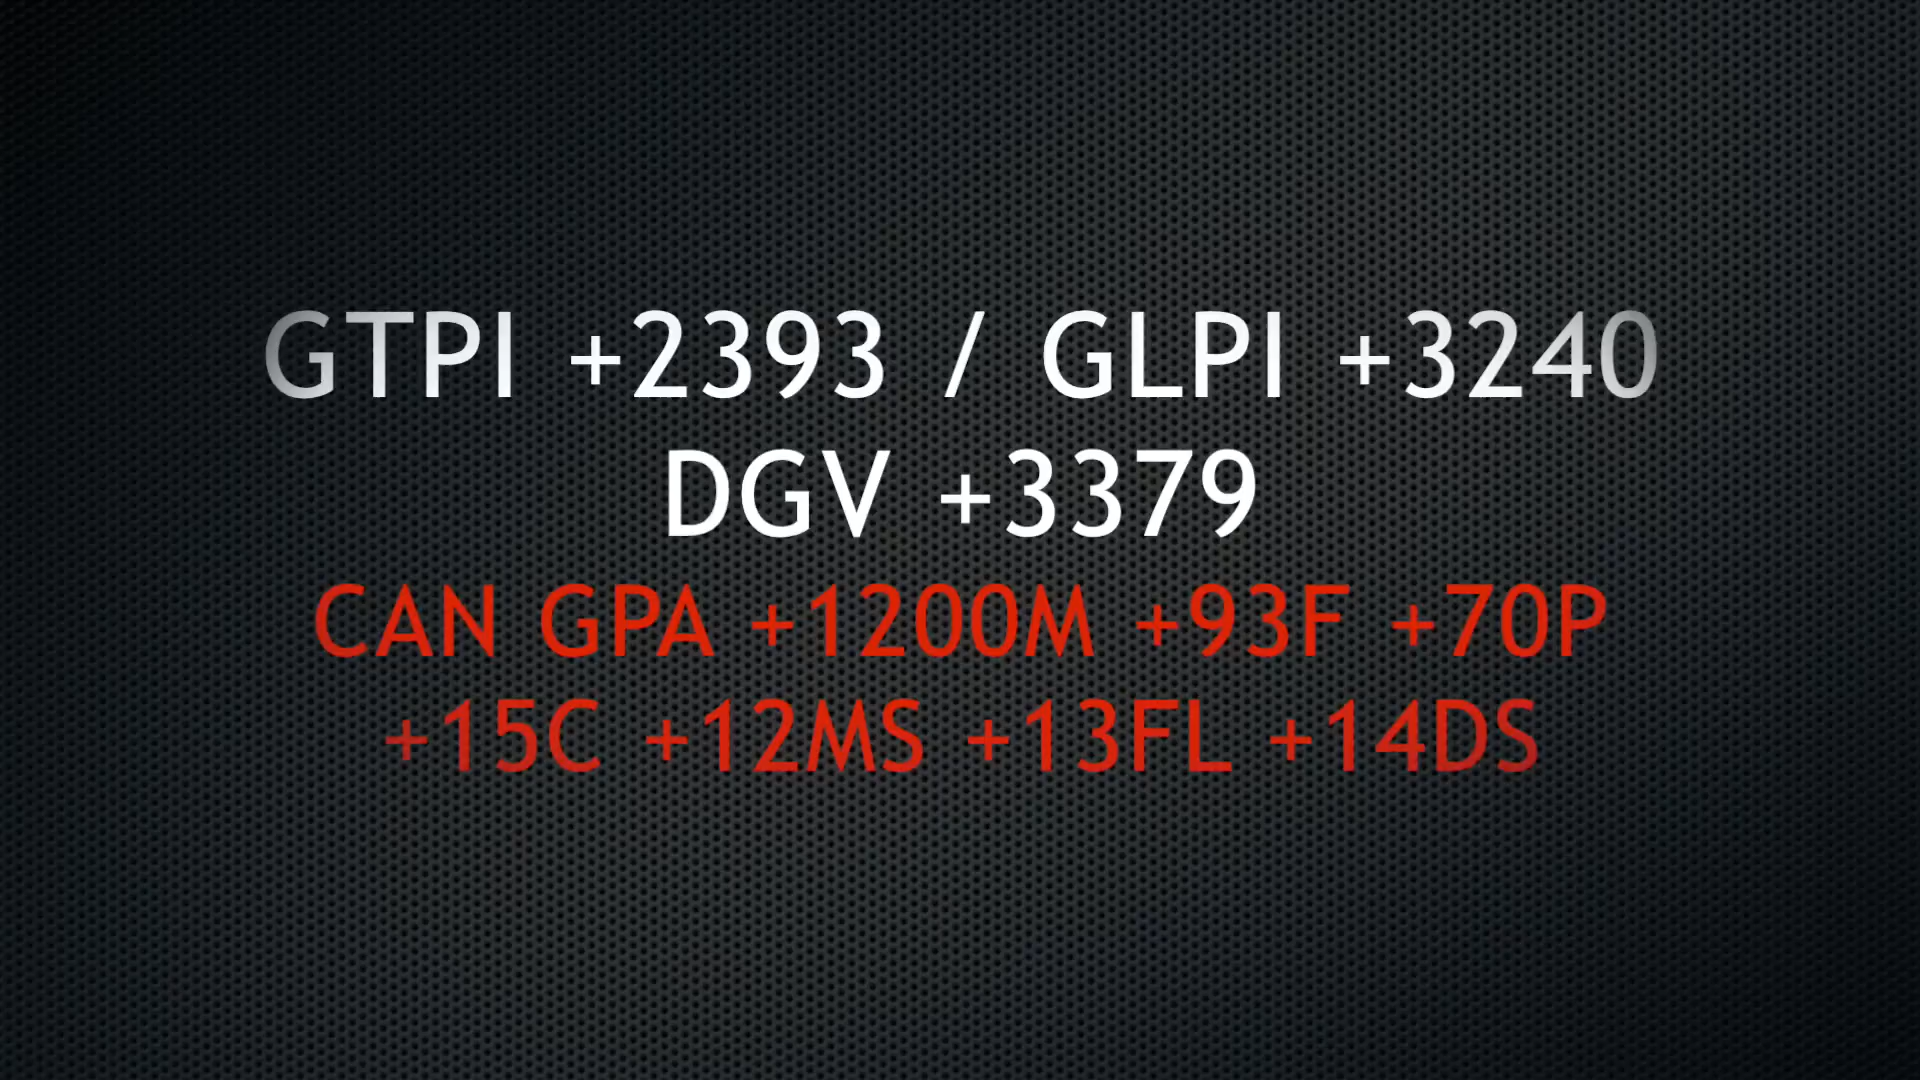 GTPI +2393 / GLPI +3240
DGV +3379
CAN GPA +1200M +93F +70P
+15C +12MS +13FL +14DS